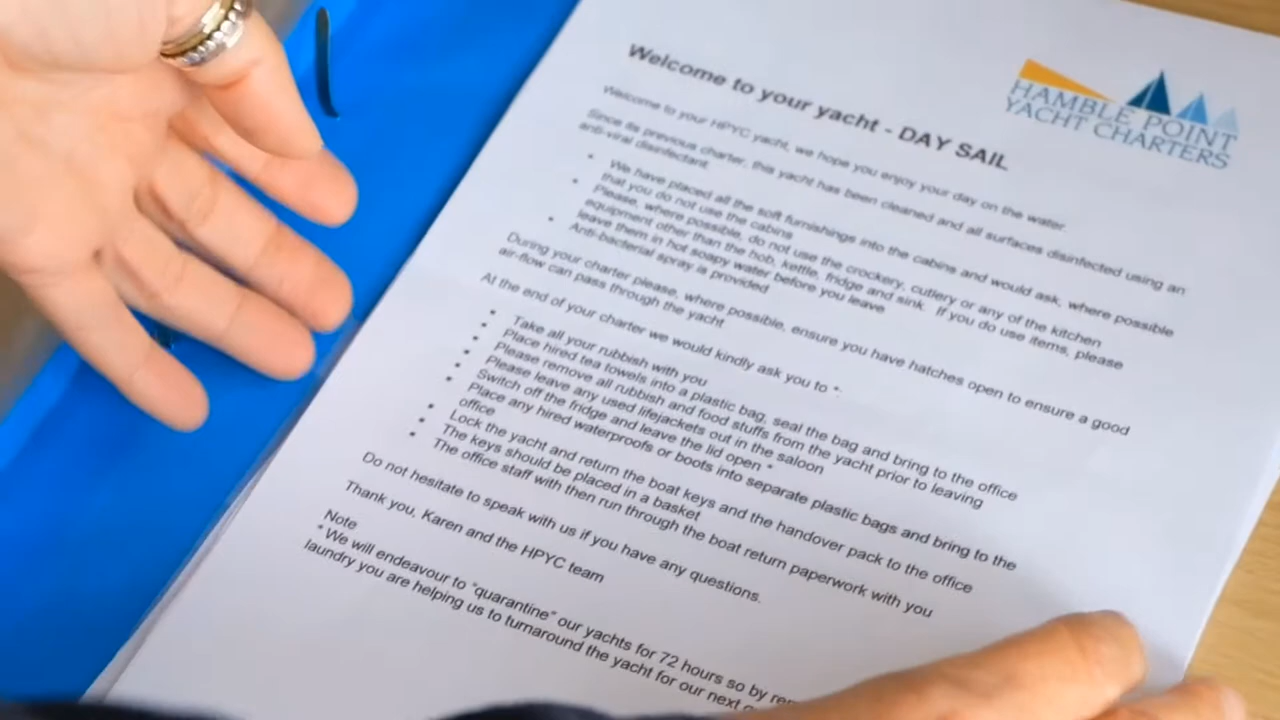 HAMBLE POINT
YACHT CHARTERS
Welcome to your yacht - DAY SAIL
Welcome to your HPYC yacht, we hope you enjoy your day on the water.
Since its previous charter, this yacht has been cleaned and all surfaces disinfected using an
anti-viral disinfectant.
• We have placed all the soft furnishings into the cabins and would ask, where possible
that you do not use the cabins
• Please, where possible, do not use the crockery, cutlery or any of the kitchen
equipment other than the hob, kettle, fridge and sink. If you do use items, please
leave them in hot soapy water before you leave
• Anti-bacterial spray is provided
During your charter please, where possible, ensure you have hatches open to ensure a good
air-flow can pass through the yacht
At the end of your charter we would kindly ask you to *:
• Take all your rubbish with you
• Place hired tea towels into a plastic bag, seal the bag and bring to the office
• Please remove all rubbish and food stuffs from the yacht prior to leaving
• Please leave any used lifejackets out in the saloon
• Switch off the fridge and leave the lid open *
• Place any hired waterproofs or boots into separate plastic bags and bring to the
office
• Lock the yacht and return the boat keys and the handover pack to the office
• The keys should be placed in a basket
• The office staff with then run through the boat return paperwork with you
Do not hesitate to speak with us if you have any questions.
Thank you, Karen and the HPYC team
Note
* We will endeavour to "quarantine" our yachts for 72 hours so by
laundry you are helping us to turnaround the yacht for our next